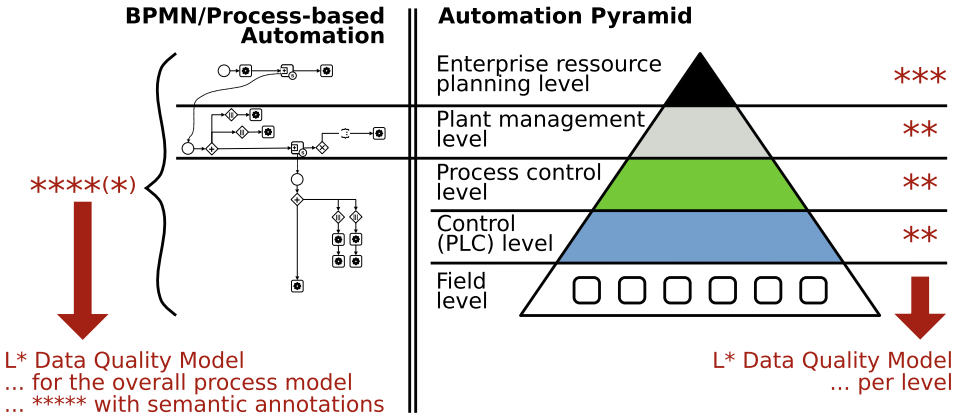 BPMN/Process-based
Automation
****(*)
L* Data Quality Model
... for the overall process model
... ***** with semantic annotations
Automation Pyramid
Enterprise ressource
planning level
***
Plant management
level
**
Process control
level
**
Control
(PLC) level
**
Field
level
L* Data Quality Model
... per level